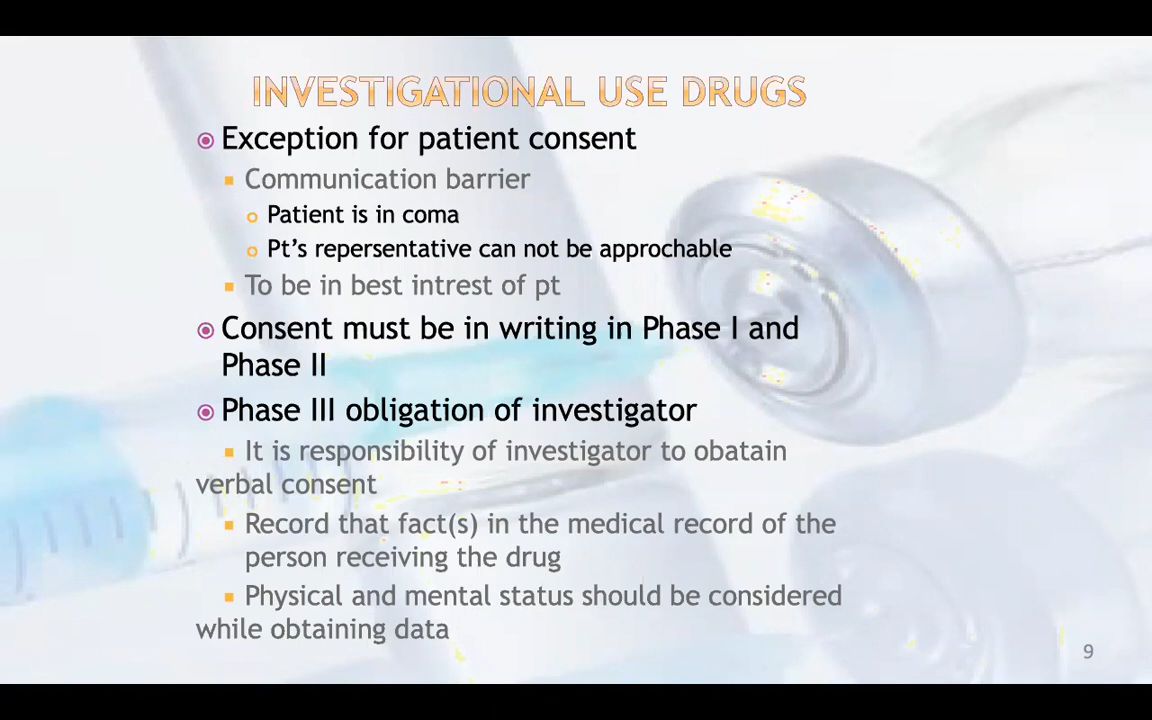 INVESTIGATIONAL USE DRUGS
Exception for patient consent
Communication barrier
Patient is in coma
Pt’s repersentative can not be approchable
To be in best intrest of pt
Consent must be in writing in Phase I and
Phase II
Phase III obligation of investigator
It is responsibility of investigator to obatain
verbal consent
Record that fact(s) in the medical record of the
person receiving the drug
Physical and mental status should be considered
while obtaining data
9